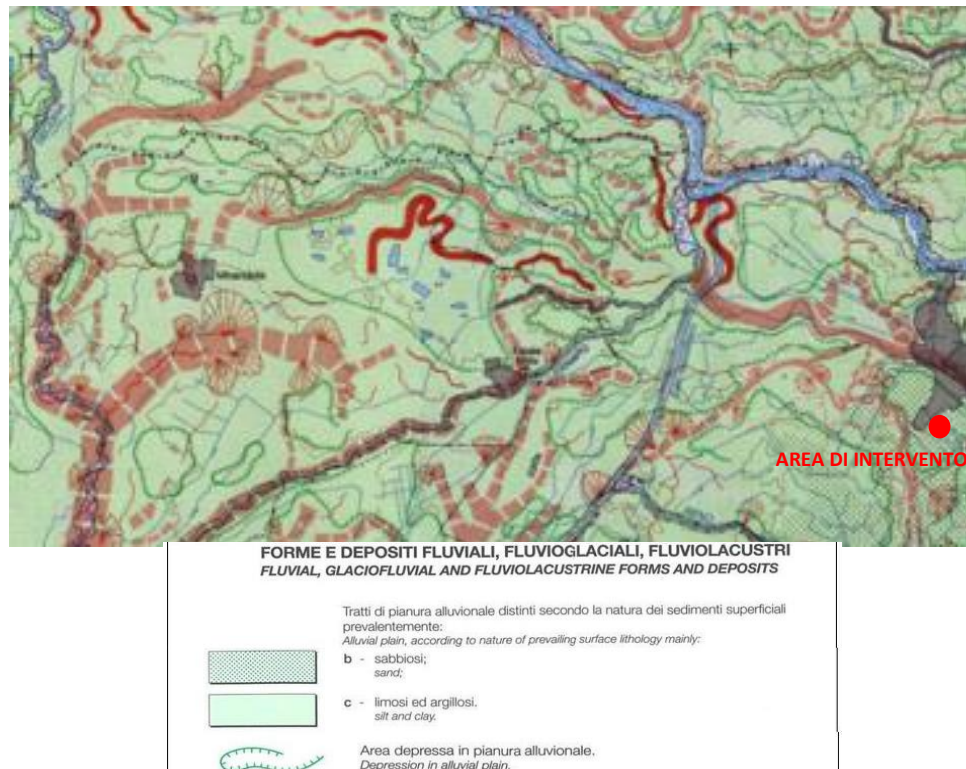 AREA DI INTERVENTO
FORME E DEPOSITI FLUVIALI, FLUVIOGLACIALI, FLUVIOLACUSTRI
FLUVIAL, GLACIOFLUVIAL AND FLUVIOLACUSTRINE FORMS AND DEPOSITS
Tratti di pianura alluvionale distinti secondo la natura dei sedimenti superficiali
prevalentemente:
Alluvial plain, according to nature of prevailing surface lithology mainly:
b - sabbiosi;
sand;
c - limosi ed argillosi.
silt and clay.
Area depressa in pianura alluvionale.
Depression in alluvial plain.